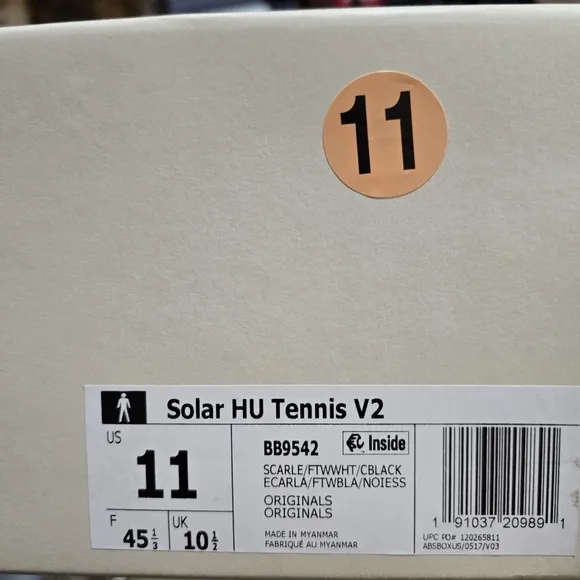 11
Solar HU Tennis V2
US
11
F
45 1/3
UK
10 1/2
BB9542
Inside
SCARLE/FTWWHT/CBLACK
ECARLA/FTWBLA/NOIESS
ORIGINALS
ORIGINALS
MADE IN MYANMAR
FABRIQUÉ AU MYANMAR
1 91037 20989 1
UPC PO# 120265811
ABSBOXUS/0517/V03